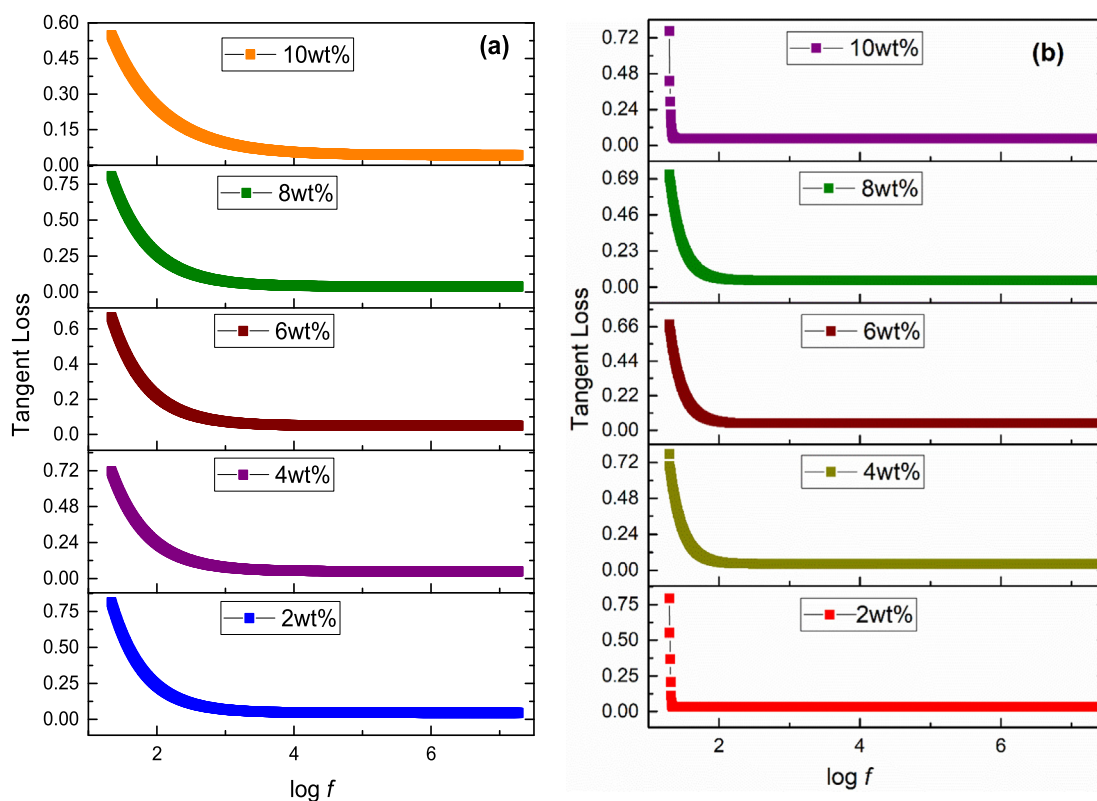 (a)
Tangent Loss
10wt%
0.60
0.45
0.30
0.15
0.00
8wt%
0.75
0.50
0.25
0.00
6wt%
0.6
0.4
0.2
0.0
4wt%
0.72
0.48
0.24
0.00
2wt%
0.75
0.50
0.25
0.00
2 4 6
log f
(b)
Tangent Loss
10wt%
0.72
0.48
0.24
0.00
8wt%
0.69
0.46
0.23
0.00
6wt%
0.66
0.44
0.22
0.00
4wt%
0.72
0.48
0.24
0.00
2wt%
0.75
0.50
0.25
0.00
2 4 6
log f